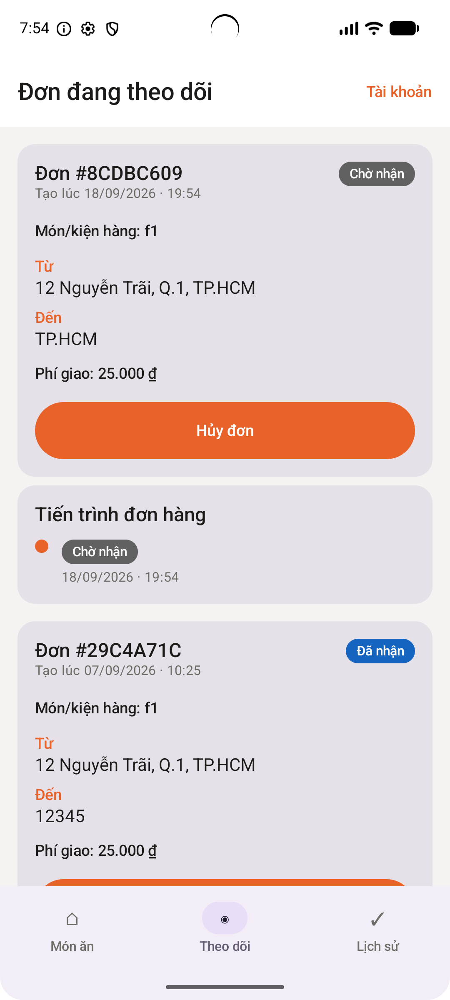 7:54
Đơn đang theo dõi
Tài khoản
Đơn #8CDBC609
Chờ nhận
Tạo lúc 18/09/2026 · 19:54
Món/kiện hàng: f1
Từ
12 Nguyễn Trãi, Q.1, TP.HCM
Đến
TP.HCM
Phí giao: 25.000 ₫
Hủy đơn
Tiến trình đơn hàng
Chờ nhận
18/09/2026 · 19:54
Đơn #29C4A71C
Đã nhận
Tạo lúc 07/09/2026 · 10:25
Món/kiện hàng: f1
Từ
12 Nguyễn Trãi, Q.1, TP.HCM
Đến
12345
Phí giao: 25.000 ₫
Món ăn
Theo dõi
Lịch sử